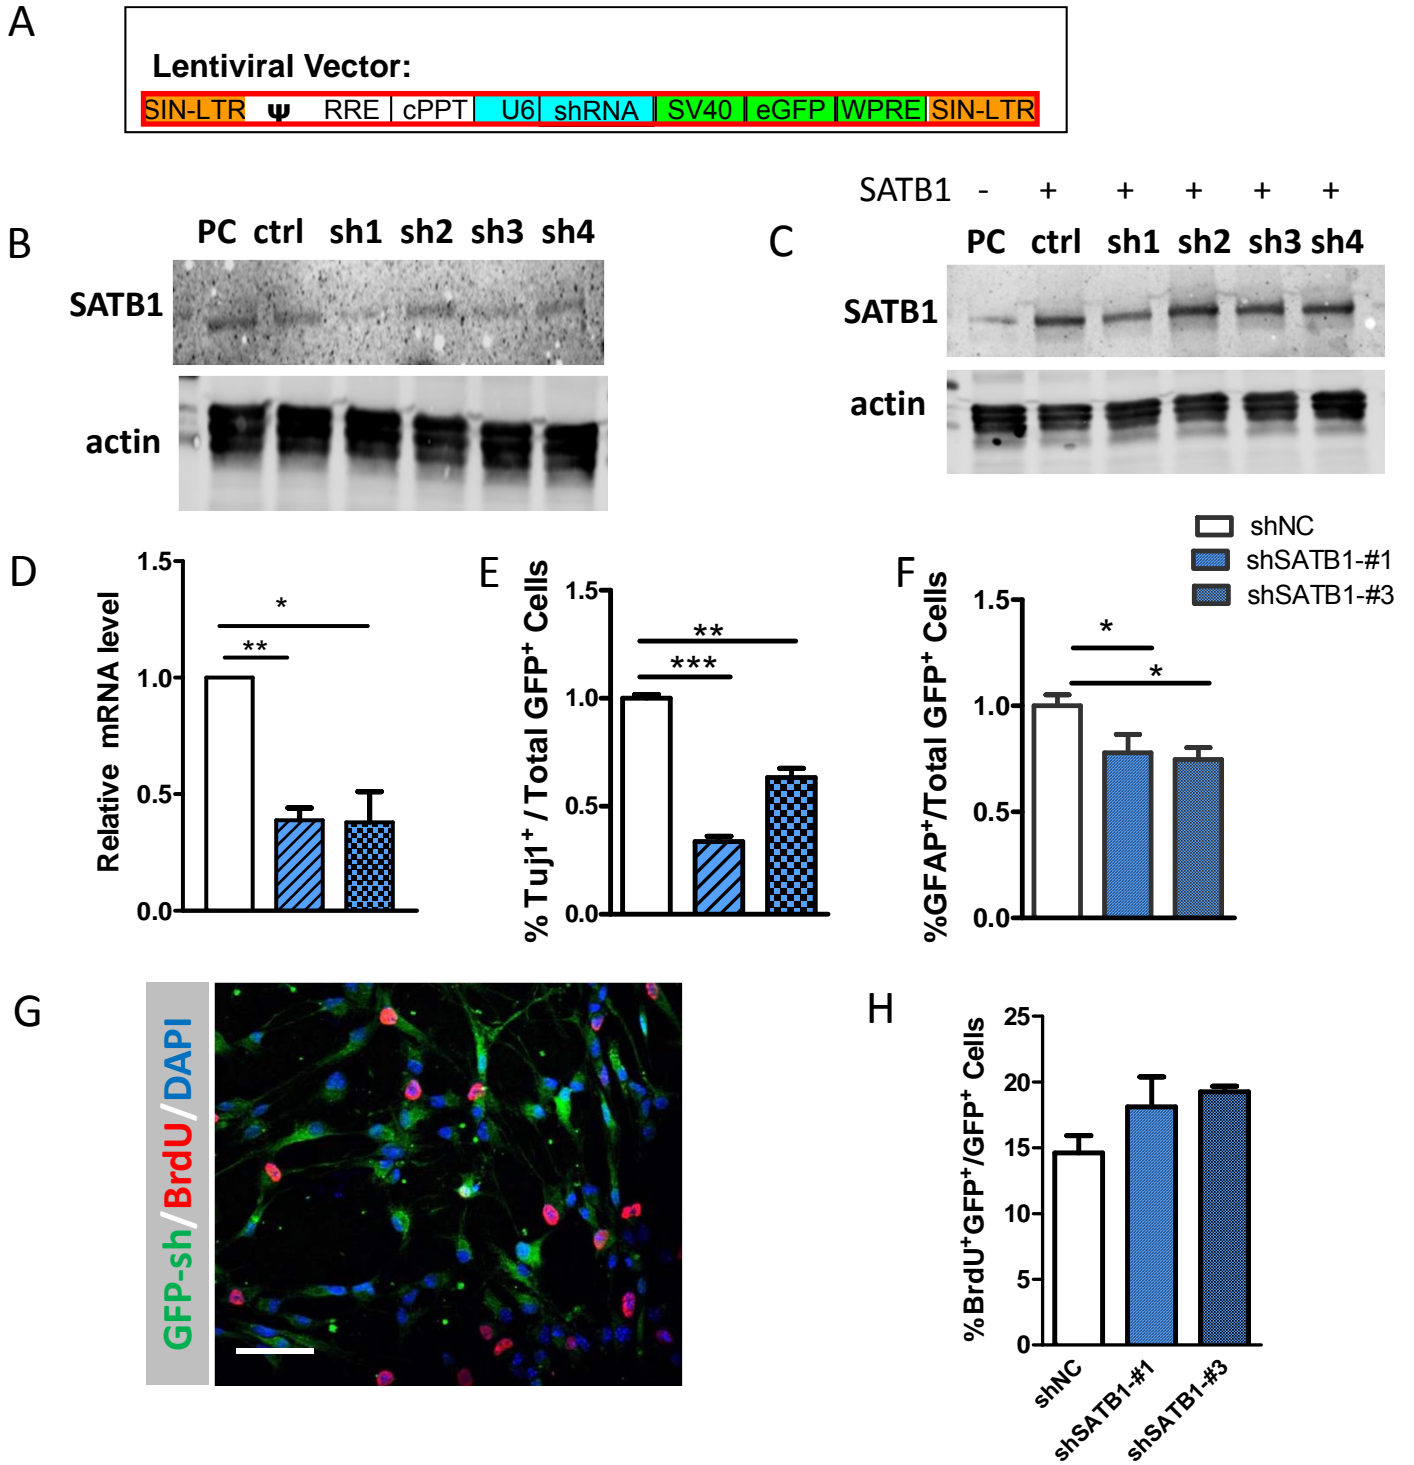 A
Lentiviral Vector:
SIN-LTR Ψ RRE cPPT U6 shRNA SV40 eGFP WPRE SIN-LTR
B
PC ctrl sh1 sh2 sh3 sh4
SATB1
actin
C
SATB1 - + + + + +
PC ctrl sh1 sh2 sh3 sh4
SATB1
actin
shNC
shSATB1-#1
shSATB1-#3
D
Relative mRNA level
1.5
1.0
0.5
0.0
*
**
E
% Tuj1⁺ / Total GFP⁺ Cells
1.5
1.0
0.5
0.0
**
***
F
%GFAP⁺/Total GFP⁺ Cells
1.5
1.0
0.5
0.0
*
*
G
GFP-sh/BrdU/DAPI
H
%BrdU⁺GFP⁺/GFP⁺ Cells
25
20
15
10
5
0
shNC
shSATB1-#1
shSATB1-#3